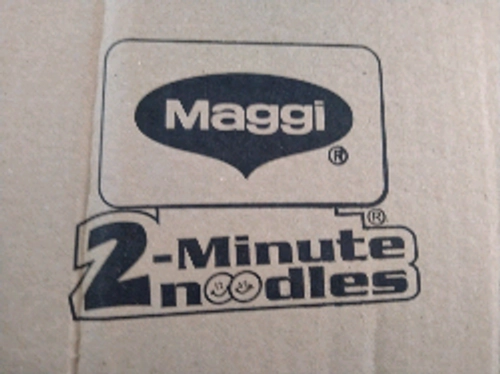 Maggi
®
®
2-Minute
noodles